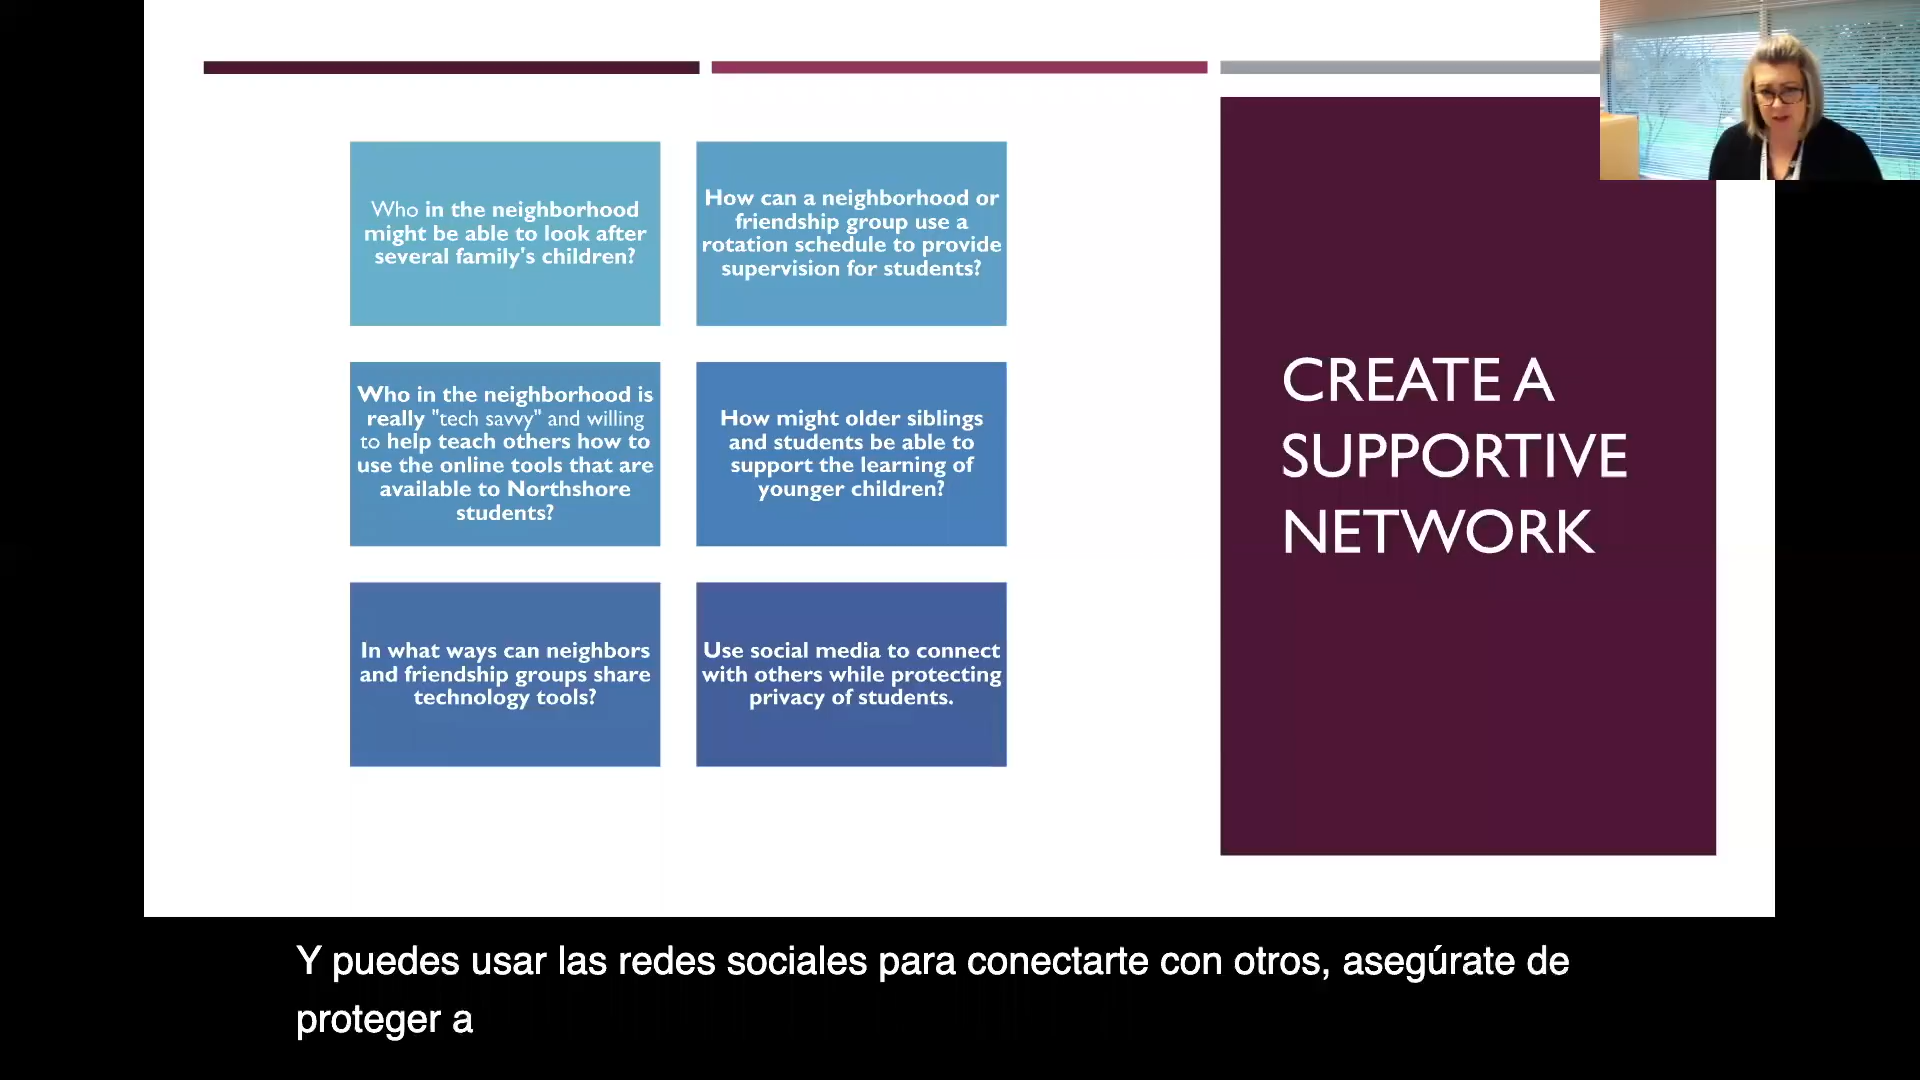 Who in the neighborhood
might be able to look after
several family's children?
How can a neighborhood or
friendship group use a
rotation schedule to provide
supervision for students?
Who in the neighborhood is
really "tech savvy" and willing
to help teach others how to
use the online tools that are
available to Northshore
students?
How might older siblings
and students be able to
support the learning of
younger children?
In what ways can neighbors
and friendship groups share
technology tools?
Use social media to connect
with others while protecting
privacy of students.
CREATE A
SUPPORTIVE
NETWORK
Y puedes usar las redes sociales para conectarte con otros, asegúrate de
proteger a